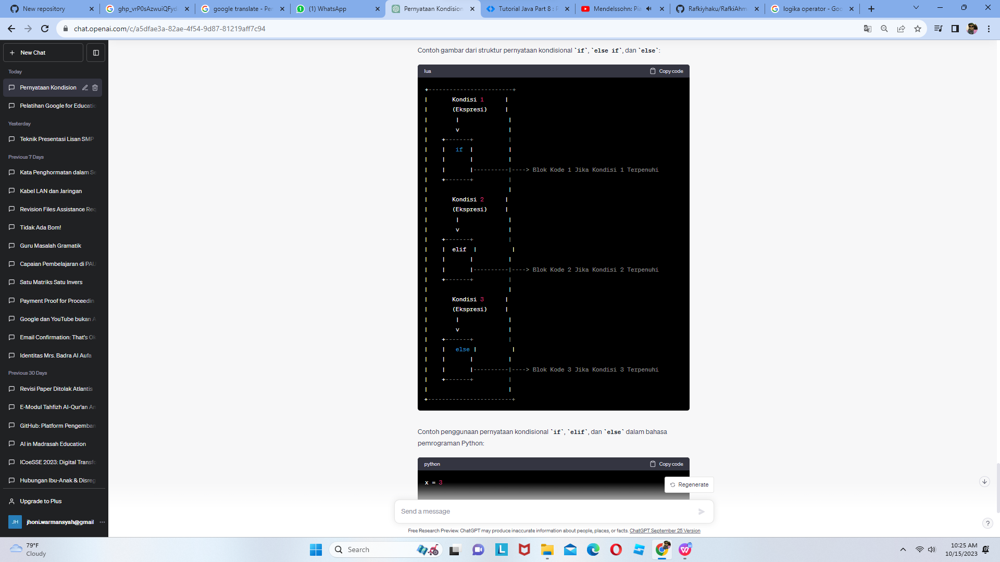 New repository
ghp_vrP0sAzwuiQFyd
google translate - Pen
(1) WhatsApp
Pernyataan Kondision
Tutorial Java Part 8 : P
Mendelssohn: Pia
Rafkiyhaku/RafkiAhm
logika operator - Goo
chat.openai.com/c/a5dfae3a-82ae-4f54-9d87-81219aff7c94
New Chat
Today
Pernyataan Kondision
Pelatihan Google for Educatio
Yesterday
Teknik Presentasi Lisan SMP
Previous 7 Days
Kata Penghormatan dalam Se
Kabel LAN dan Jaringan
Revision Files Assistance Req
Tidak Ada Bom!
Guru Masalah Gramatik
Capaian Pembelajaran di PAU
Satu Matriks Satu Invers
Payment Proof for Proceedin
Google dan YouTube bukan A
Email Confirmation: That's Ok
Identitas Mrs. Badra Al Aufa
Previous 30 Days
Revisi Paper Ditolak Atlantis
E-Modul Tahfizh Al-Qur'an An
GitHub: Platform Pengemban
AI in Madrasah Education
ICoeSSE 2023: Digital Transfo
Hubungan Ibu-Anak & Disreg
Upgrade to Plus
JH
jhoni.warmansyah@gmail
Contoh gambar dari struktur pernyataan kondisional `if`, `else if`, dan `else`:
lua
Copy code
+------------------------+
|       Kondisi 1      |
|       (Ekspresi)     |
|        |              |
|        v              |
|    +-------+          |
|    |   if  |          |
|    |       |          |
|    |       |----------|----> Blok Kode 1 Jika Kondisi 1 Terpenuhi
|    +-------+          |
|                       |
|       Kondisi 2      |
|       (Ekspresi)     |
|        |              |
|        v              |
|    +-------+          |
|    |  elif  |          |
|    |       |          |
|    |       |----------|----> Blok Kode 2 Jika Kondisi 2 Terpenuhi
|    +-------+          |
|                       |
|       Kondisi 3      |
|       (Ekspresi)     |
|        |              |
|        v              |
|    +-------+          |
|    |   else |          |
|    |       |          |
|    |       |----------|----> Blok Kode 3 Jika Kondisi 3 Terpenuhi
|    +-------+          |
|                       |
+------------------------+
Contoh penggunaan pernyataan kondisional `if`, `elif`, dan `else` dalam bahasa
pemrograman Python:
python
Copy code
x = 3
Regenerate
Send a message
Free Research Preview. ChatGPT may produce inaccurate information about people, places, or facts. ChatGPT September 25 Version
?
79°F
Cloudy
Search
10:25 AM
10/15/2023